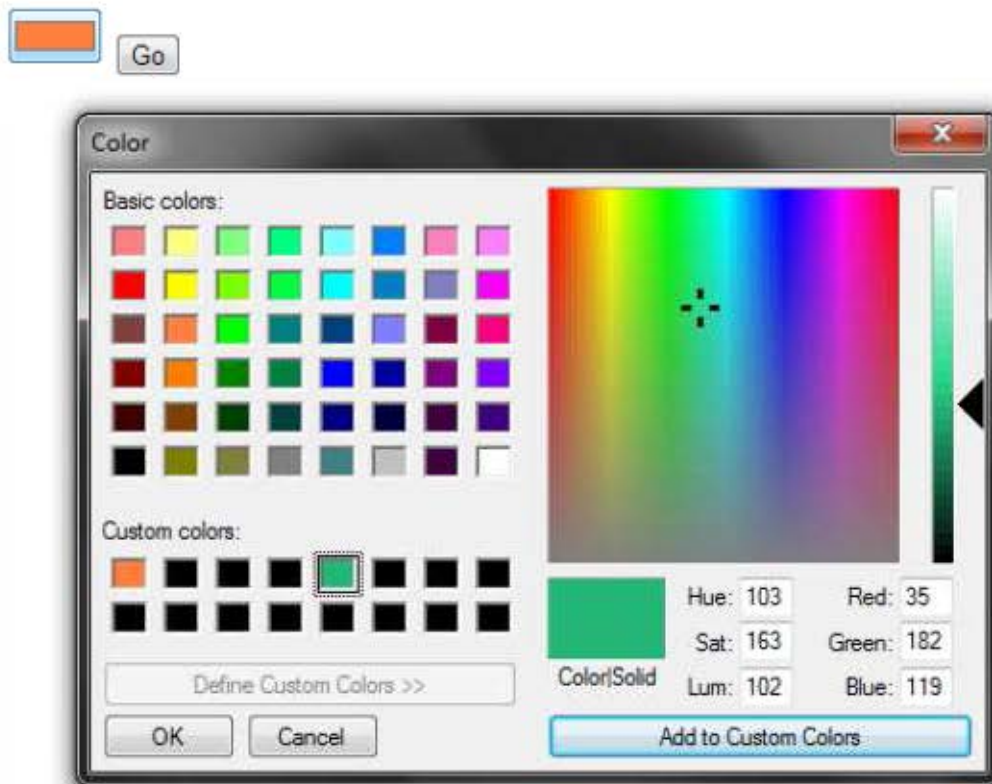 Go
Color
Basic colors:
Custom colors:
Define Custom Colors >>
OK Cancel
Color|Solid
Hue: 103 Red: 35
Sat: 163 Green: 182
Lum: 102 Blue: 119
Add to Custom Colors